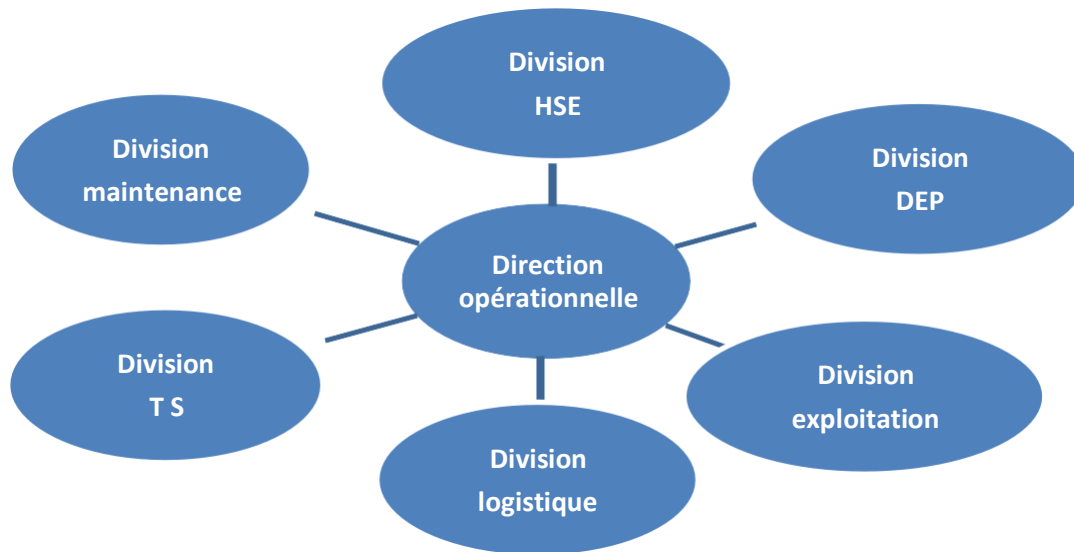 Division
HSE
Division
maintenance
Division
DEP
Direction
opérationnelle
Division
T S
Division
exploitation
Division
logistique